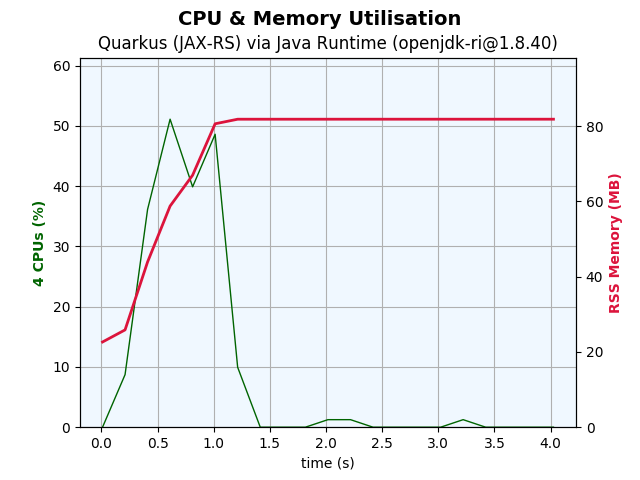 CPU & Memory Utilisation
Quarkus (JAX-RS) via Java Runtime (openjdk-ri@1.8.40)
60
50
40
30
20
10
0
4 CPUs (%)
80
60
40
20
0
RSS Memory (MB)
0.0 0.5 1.0 1.5 2.0 2.5 3.0 3.5 4.0
time (s)